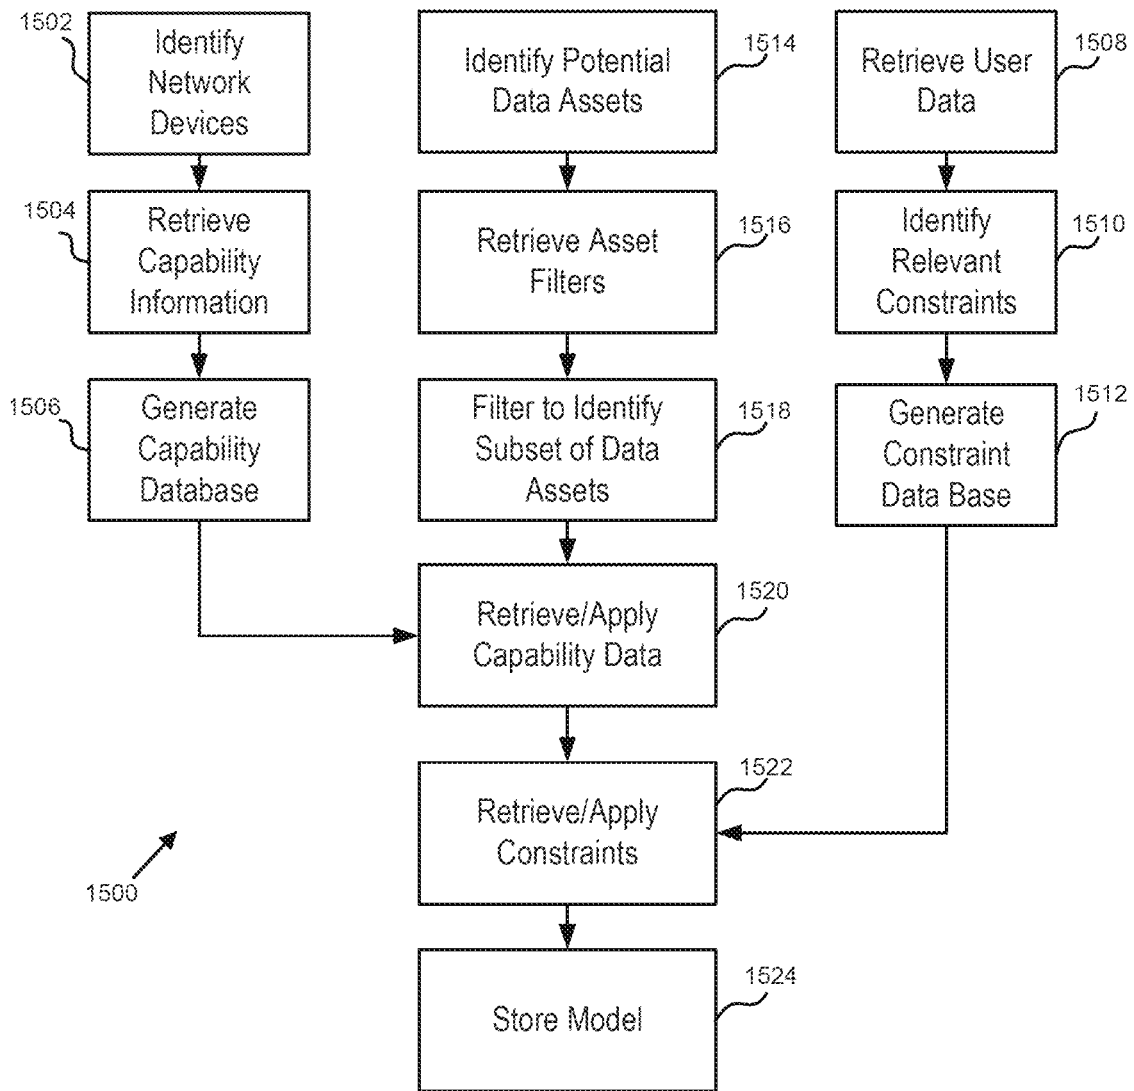 1502
Identify
Network
Devices
Identify Potential
Data Assets
1514
Retrieve User
Data
1508
1504
Retrieve
Capability
Information
Retrieve Asset
Filters
1516
Identify
Relevant
Constraints
1510
1506
Generate
Capability
Database
Filter to Identify
Subset of Data
Assets
1518
Generate
Constraint
Data Base
1512
Retrieve/Apply
Capability Data
1520
Retrieve/Apply
Constraints
1522
1500
Store Model
1524